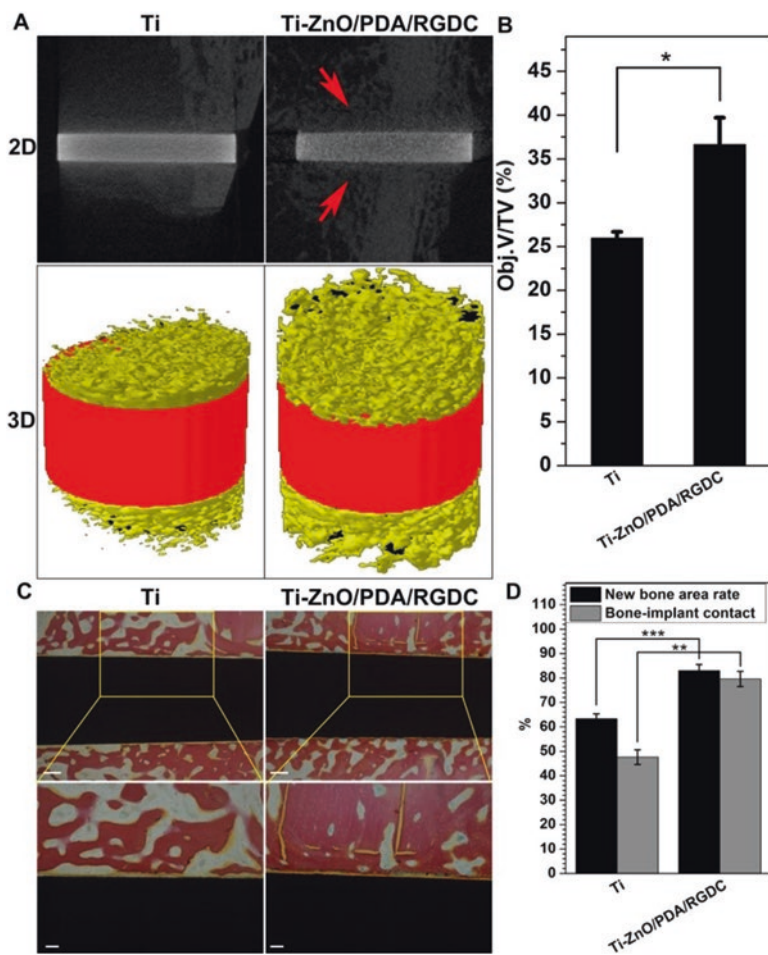 A
Ti
Ti-ZnO/PDA/RGDC
2D
3D
B
Obj.V/TV (%)
45
40
35
30
25
20
15
10
5
0
*
Ti
Ti-ZnO/PDA/RGDC
C
Ti
Ti-ZnO/PDA/RGDC
D
New bone area rate
Bone-implant contact
%
110
100
90
80
70
60
50
40
30
20
10
0
***
**
Ti
Ti-ZnO/PDA/RGDC